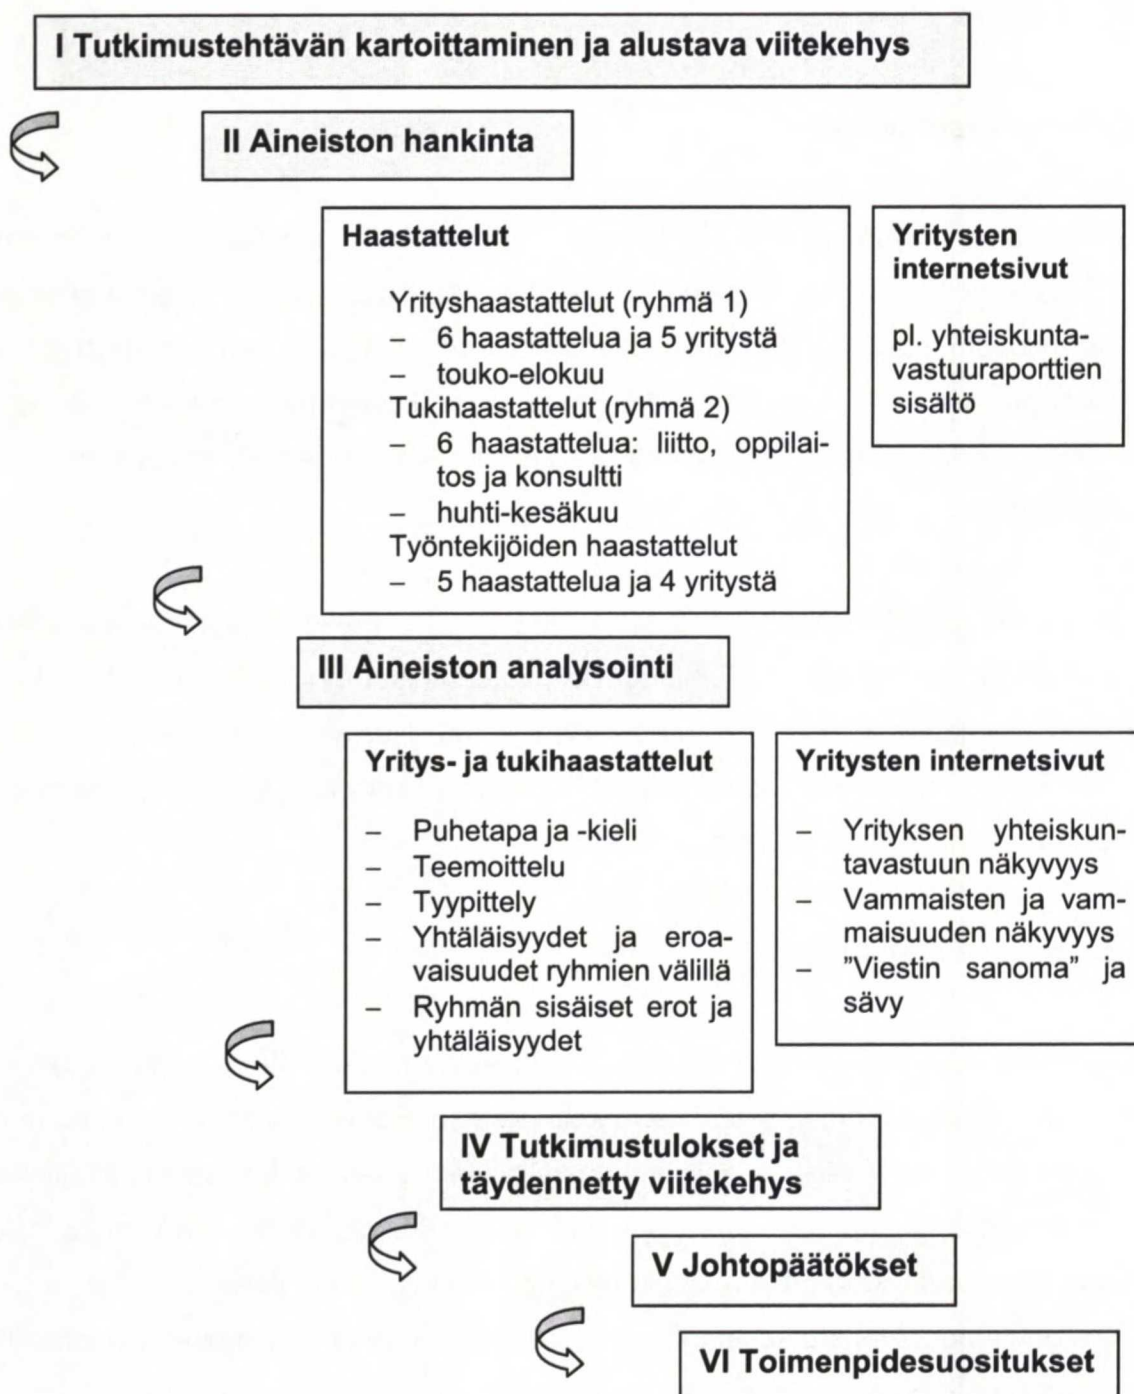 I Tutkimustehtävän kartoittaminen ja alustava viitekehys
II Aineiston hankinta
Haastattelut
Yrityshaastattelut (ryhmä 1)
– 6 haastattelua ja 5 yritystä
– touko-elokuu
Tukihaastattelut (ryhmä 2)
– 6 haastattelua: liitto, oppilai-
tos ja konsultti
– huhti-kesäkuu
Työntekijöiden haastattelut
– 5 haastattelua ja 4 yritystä
Yritysten
internetsivut
pl. yhteiskunta-
vastuuraporttien
sisältö
III Aineiston analysointi
Yritys- ja tukihaastattelut
– Puhetapa ja -kieli
– Teemoittelu
– Tyypittely
– Yhtäläisyydet ja eroa-
vaisuudet ryhmien välillä
– Ryhmän sisäiset erot ja
yhtäläisyydet
Yritysten internetsivut
– Yrityksen yhteiskun-
tavastuun näkyvyys
– Vammaisten ja vam-
maisuuden näkyvyys
– ”Viestin sanoma” ja
sävy
IV Tutkimustulokset ja
täydennetty viitekehys
V Johtopäätökset
VI Toimenpidesuositukset